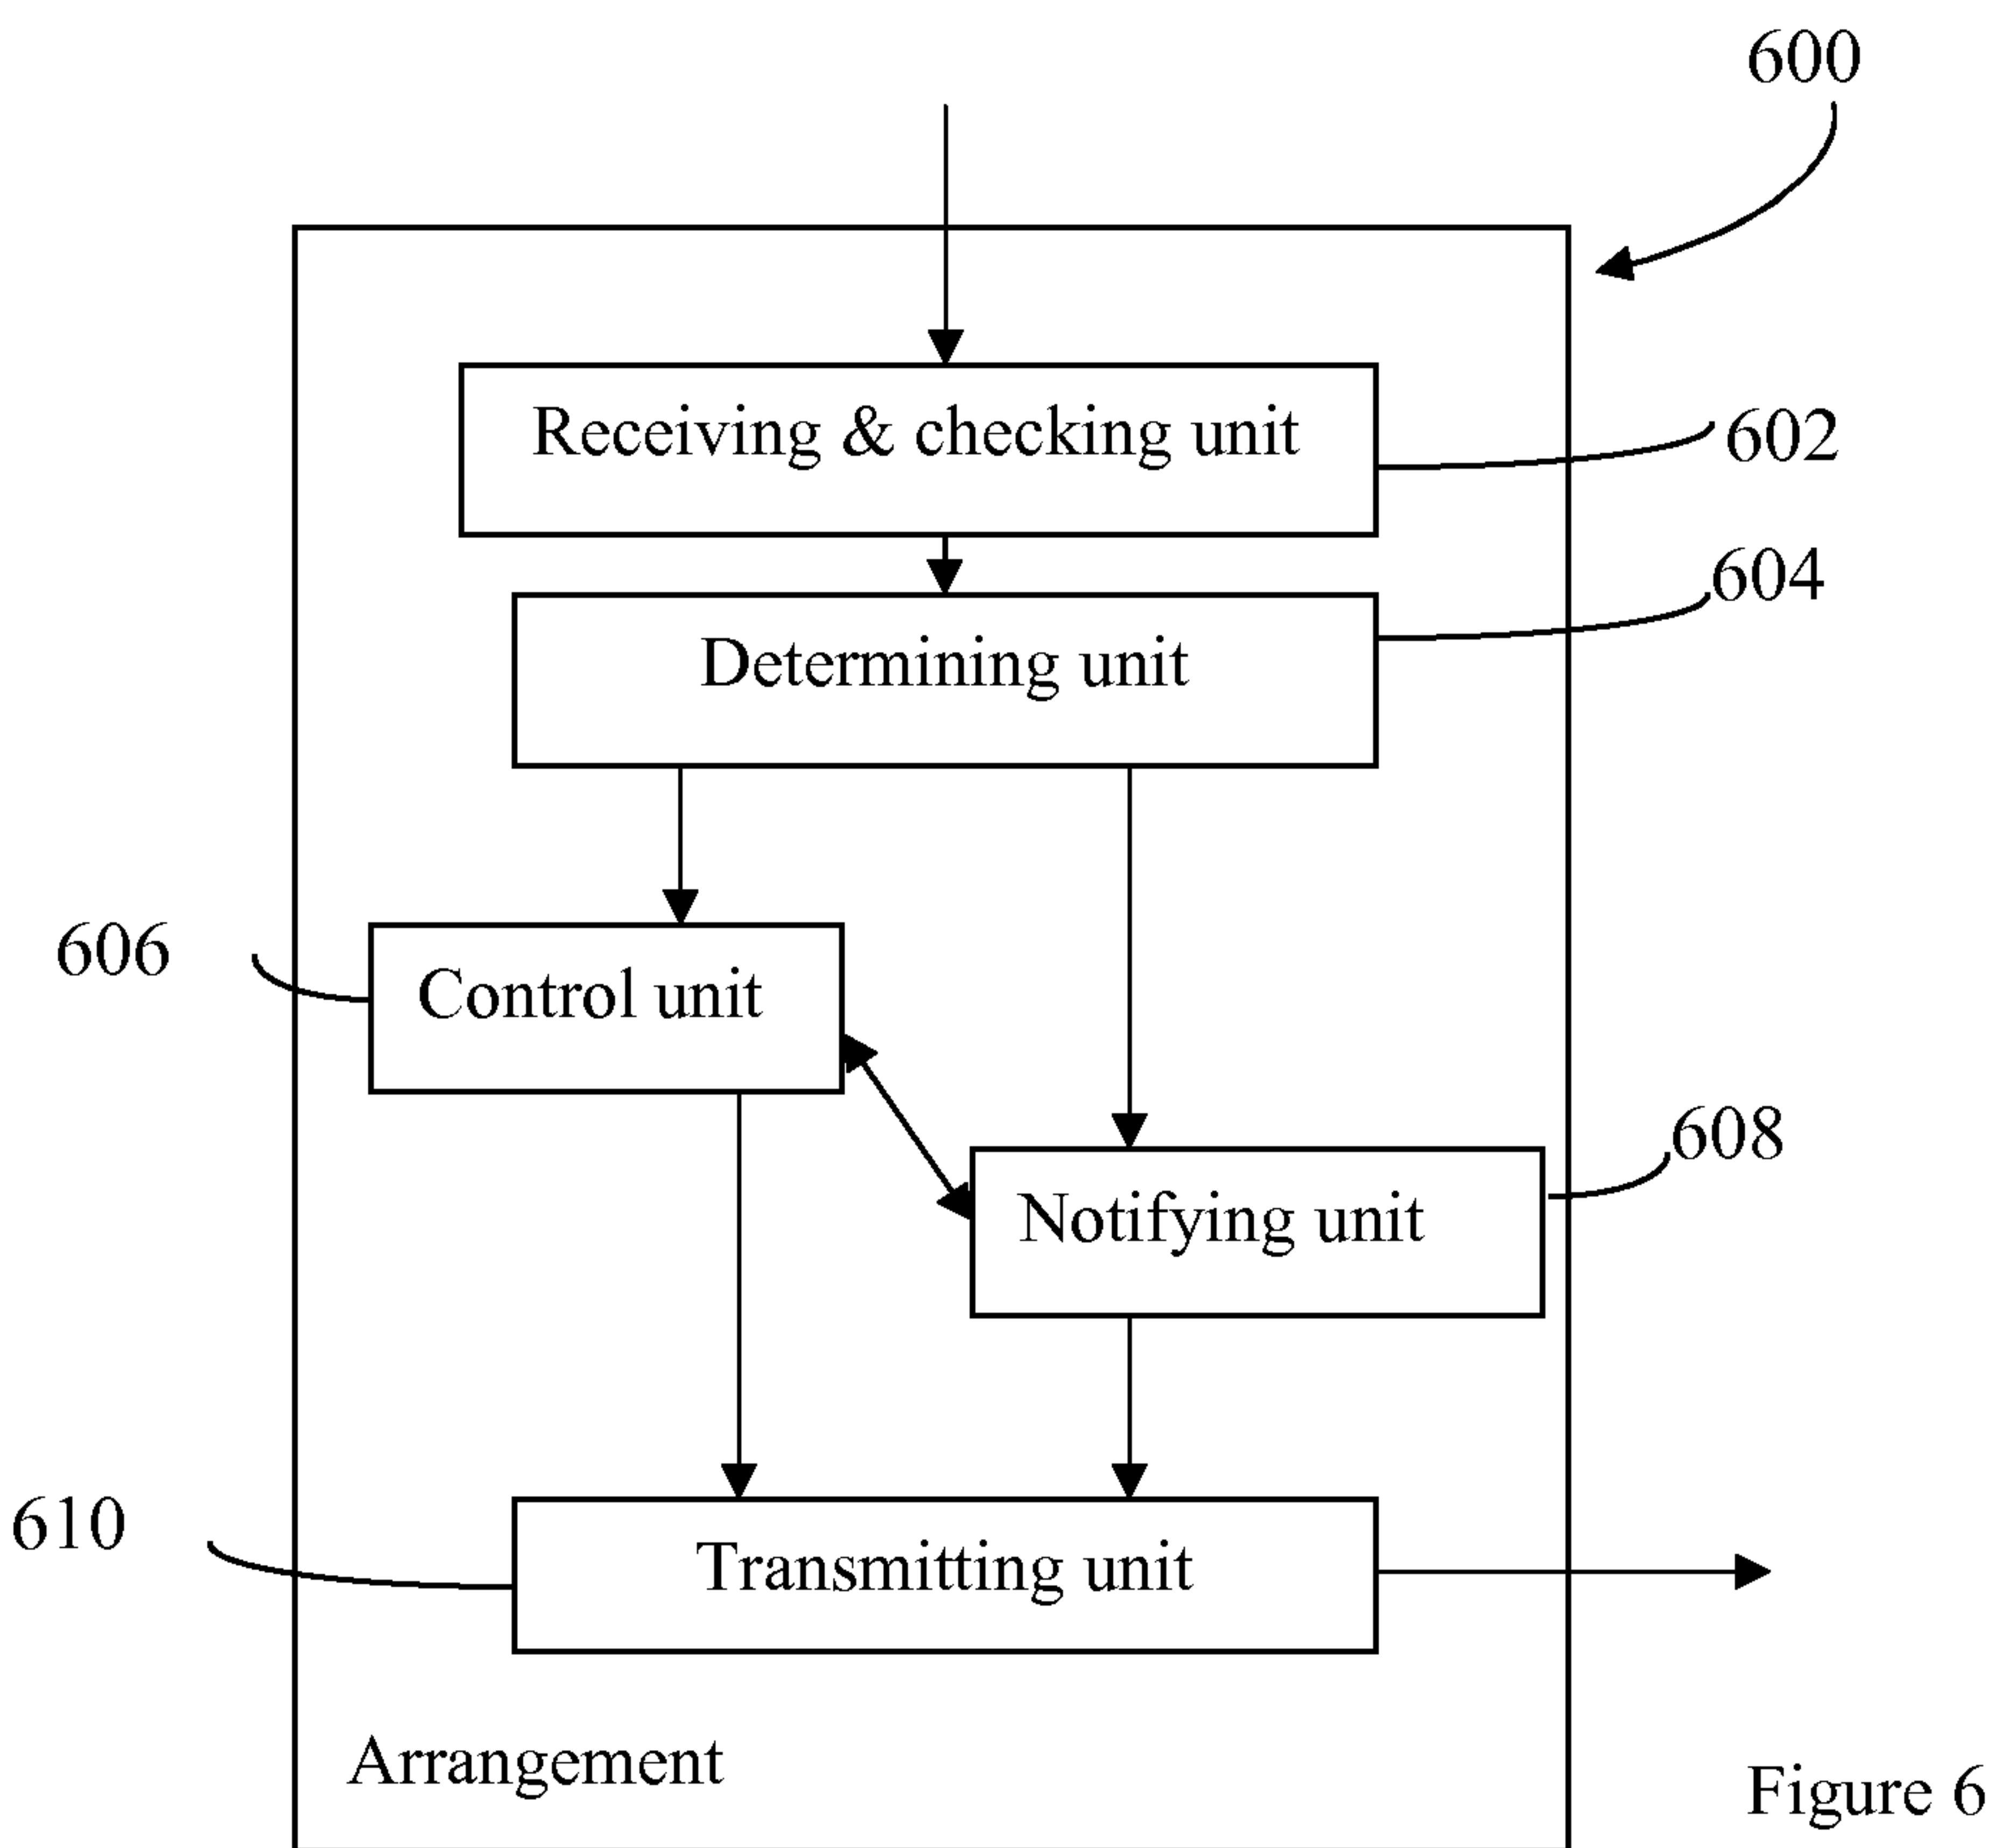 600
Receiving & checking unit
602
604
Determining unit
606
Control unit
608
Notifying unit
610
Transmitting unit
Arrangement
Figure 6